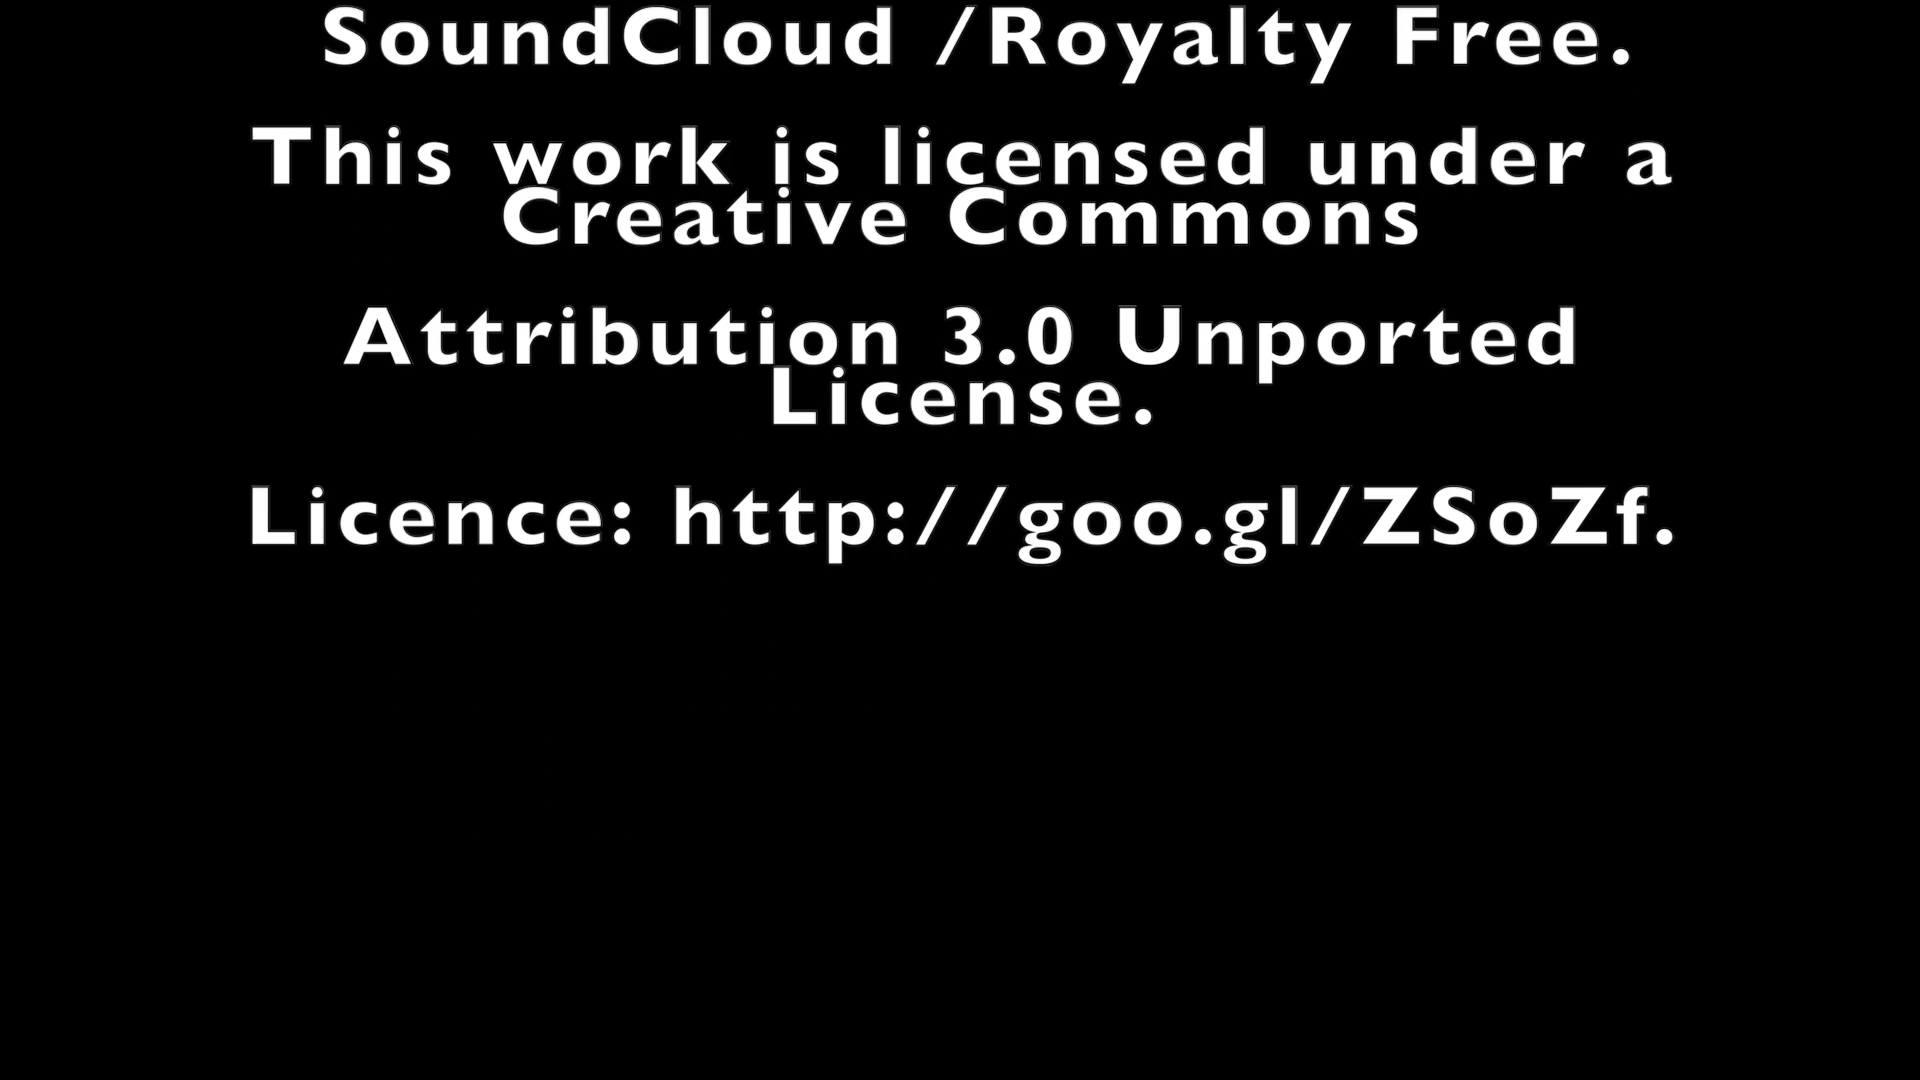 SoundCloud /Royalty Free.
This work is licensed under a
Creative Commons
Attribution 3.0 Unported
License.
Licence: http://goo.gl/ZSoZf.